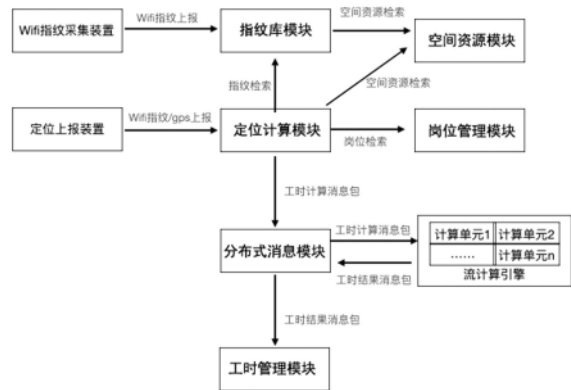 Wifi指纹采集装置
Wifi指纹上报
指纹库模块
空间资源检索
空间资源模块
指纹检索
空间资源检索
定位上报装置
Wifi指纹/gps上报
定位计算模块
岗位检索
岗位管理模块
工时计算消息包
分布式消息模块
工时计算消息包
计算单元1
计算单元2
……
计算单元n
流计算引擎
工时结果消息包
工时结果消息包
工时管理模块